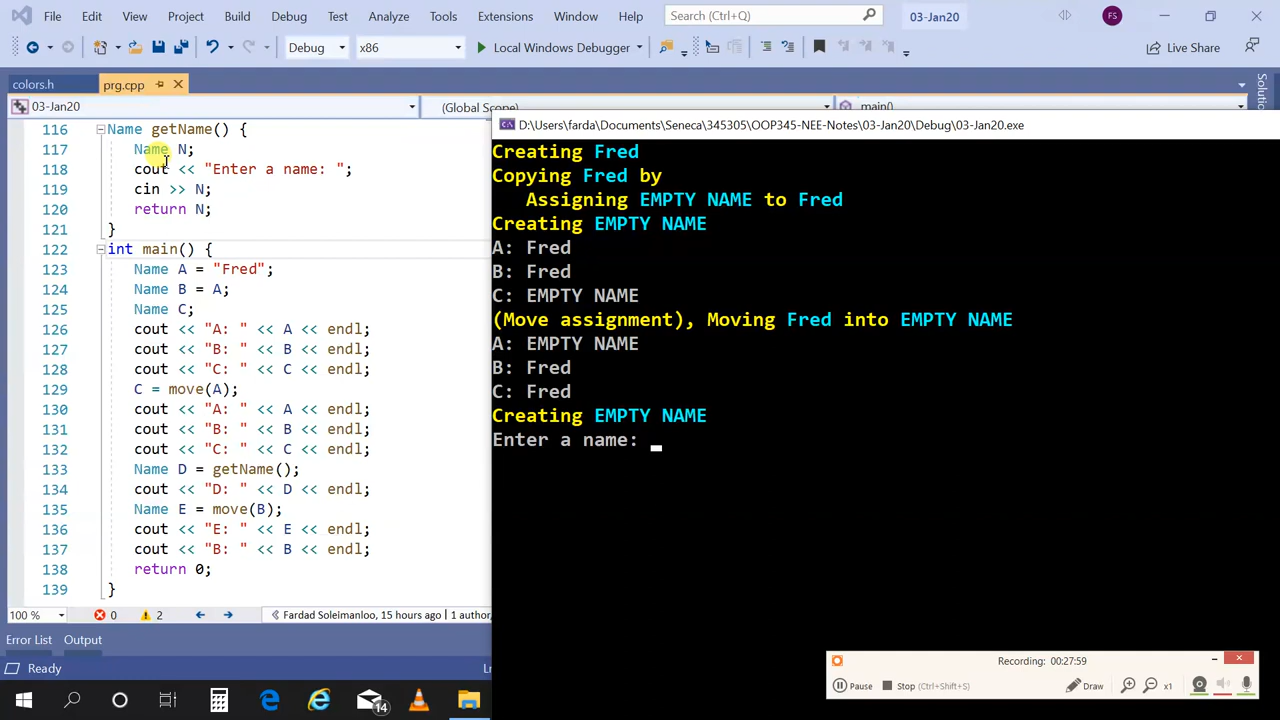 File Edit View Project Build Debug Test Analyze Tools Extensions Window Help Search (Ctrl+Q) 03-Jan20 FS
Debug x86 Local Windows Debugger Live Share
colors.h prg.cpp
03-Jan20 (Global Scope) main()
Solut
116 Name getName() {
117 Name N;
118 cout << "Enter a name: ";
119 cin >> N;
120 return N;
121 }
122 int main() {
123 Name A = "Fred";
124 Name B = A;
125 Name C;
126 cout << "A: " << A << endl;
127 cout << "B: " << B << endl;
128 cout << "C: " << C << endl;
129 C = move(A);
130 cout << "A: " << A << endl;
131 cout << "B: " << B << endl;
132 cout << "C: " << C << endl;
133 Name D = getName();
134 cout << "D: " << D << endl;
135 Name E = move(B);
136 cout << "E: " << E << endl;
137 cout << "B: " << B << endl;
138 return 0;
139 }
100 % 0 2 Fardad Soleimanloo, 15 hours ago | 1 author,
Error List Output
Ready
14
D:\Users\farda\Documents\Seneca\345305\OOP345-NEE-Notes\03-Jan20\Debug\03-Jan20.exe
Creating Fred
Copying Fred by
Assigning EMPTY NAME to Fred
Creating EMPTY NAME
A: Fred
B: Fred
C: EMPTY NAME
(Move assignment), Moving Fred into EMPTY NAME
A: EMPTY NAME
B: Fred
C: Fred
Creating EMPTY NAME
Enter a name:
Recording: 00:27:59
Pause Stop (Ctrl+Shift+S) Draw x1